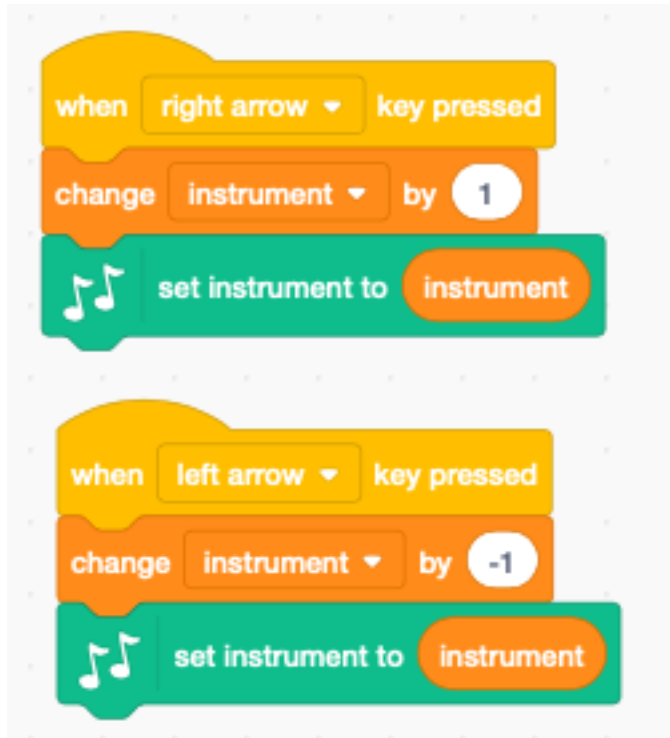 when right arrow key pressed
change instrument by 1
set instrument to instrument
when left arrow key pressed
change instrument by -1
set instrument to instrument